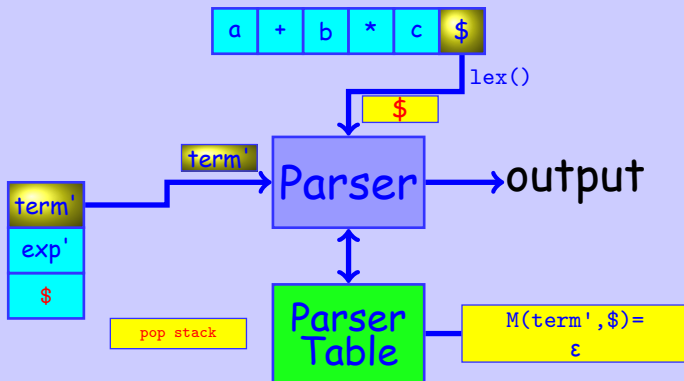 a + b * c $
lex()
$
term'
Parser
output
term'
exp'
$
pop stack
Parser
Table
M(term',$)=
ε